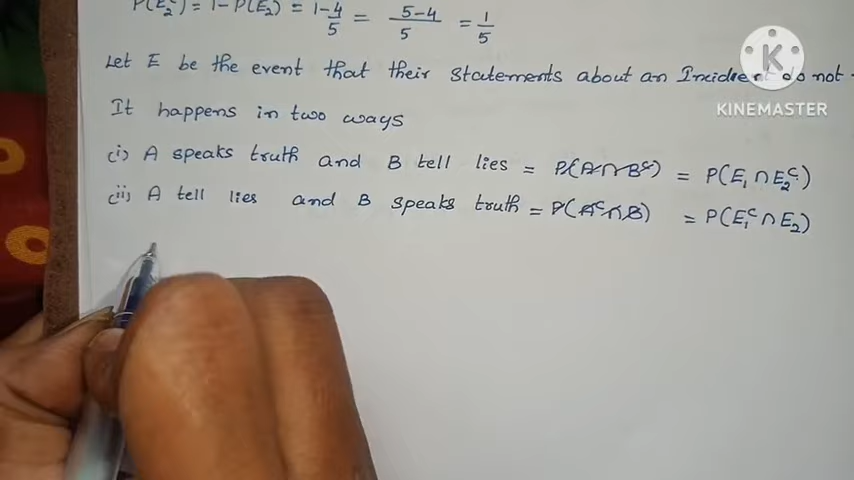 P(E₂ᶜ) = 1 - P(E₂) = 1 - 4/5 = 5-4/5 = 1/5
Let E be the event that their statements about an Incident do not
It happens in two ways
(i) A speaks truth and B tell lies = P(A∩Bᶜ) = P(E₁∩E₂ᶜ)
(ii) A tell lies and B speaks truth = P(Aᶜ∩B) = P(E₁ᶜ∩E₂)
K
KINEMASTER